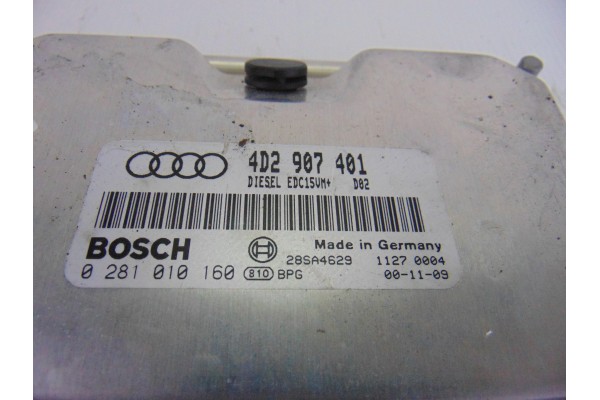 4D2 907 401
DIESEL EDC15VM+ D02
BOSCH
Made in Germany
28SA4629 1127 0004
0 281 010 160 810 BPG 00-11-09